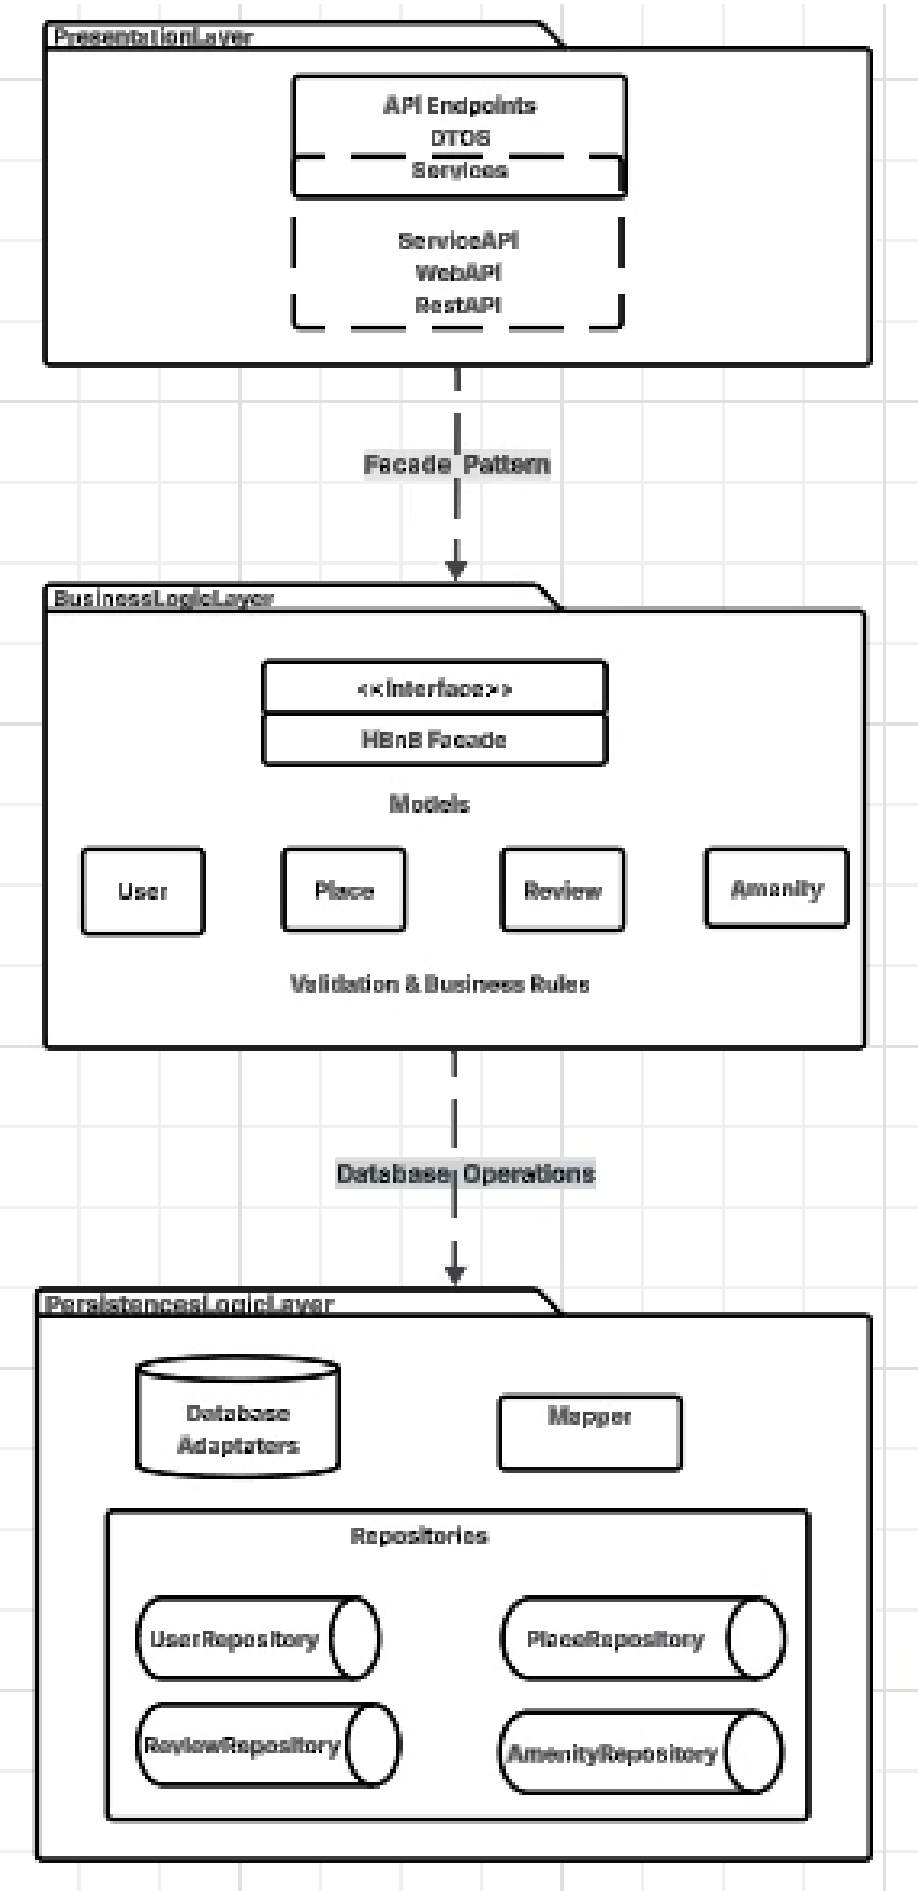 PresentationLayer
API Endpoints
DTOS
Services
ServiceAPI
WebAPI
RestAPI
Facade Pattern
BusinessLogicLayer
<<interface>>
HBnB Facade
Models
User
Place
Review
Amenity
Validation & Business Rules
Database Operations
PersistencesLogicLayer
Database
Adaptaters
Mapper
Repositories
UserRepository
PlaceRepository
ReviewRepository
AmenityRepository